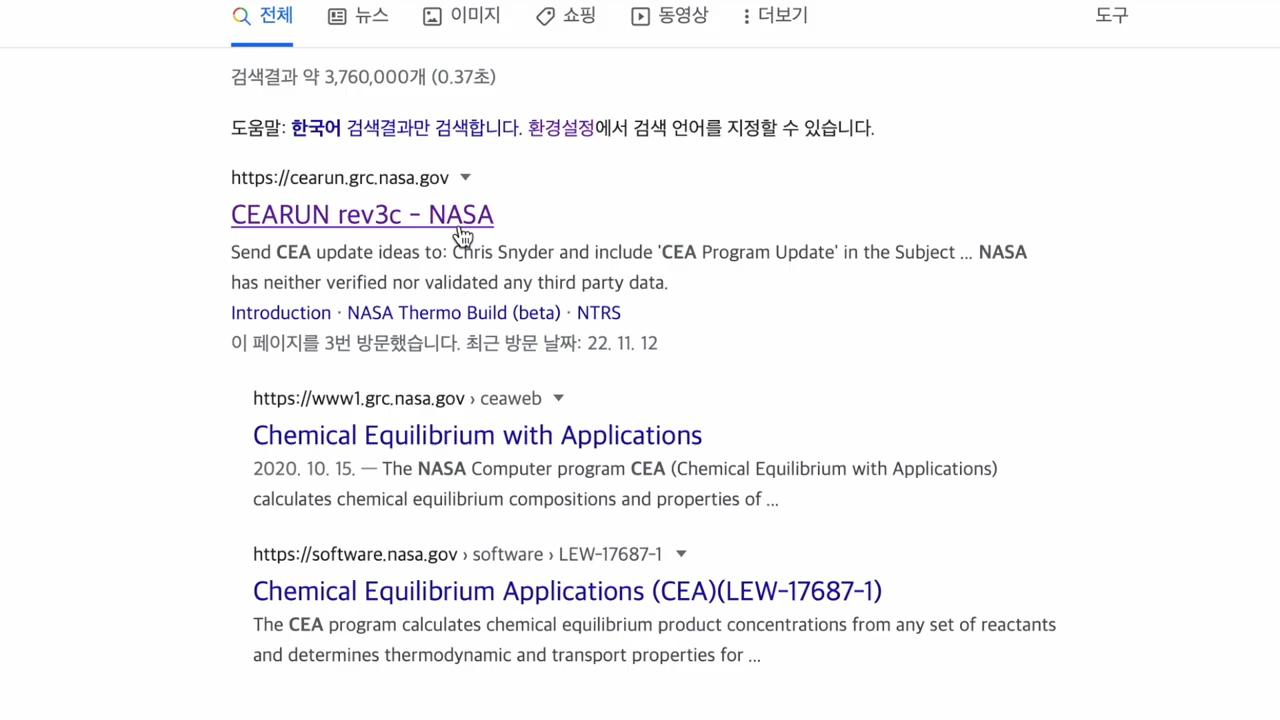 전체 뉴스 이미지 쇼핑 동영상 더보기 도구
검색결과 약 3,760,000개 (0.37초)
도움말: 한국어 검색결과만 검색합니다. 환경설정에서 검색 언어를 지정할 수 있습니다.
https://cearun.grc.nasa.gov
CEARUN rev3c - NASA
Send CEA update ideas to: Chris Snyder and include 'CEA Program Update' in the Subject ... NASA
has neither verified nor validated any third party data.
Introduction · NASA Thermo Build (beta) · NTRS
이 페이지를 3번 방문했습니다. 최근 방문 날짜: 22. 11. 12
https://www1.grc.nasa.gov › ceaweb
Chemical Equilibrium with Applications
2020. 10. 15. — The NASA Computer program CEA (Chemical Equilibrium with Applications)
calculates chemical equilibrium compositions and properties of ...
https://software.nasa.gov › software › LEW-17687-1
Chemical Equilibrium Applications (CEA)(LEW-17687-1)
The CEA program calculates chemical equilibrium product concentrations from any set of reactants
and determines thermodynamic and transport properties for ...